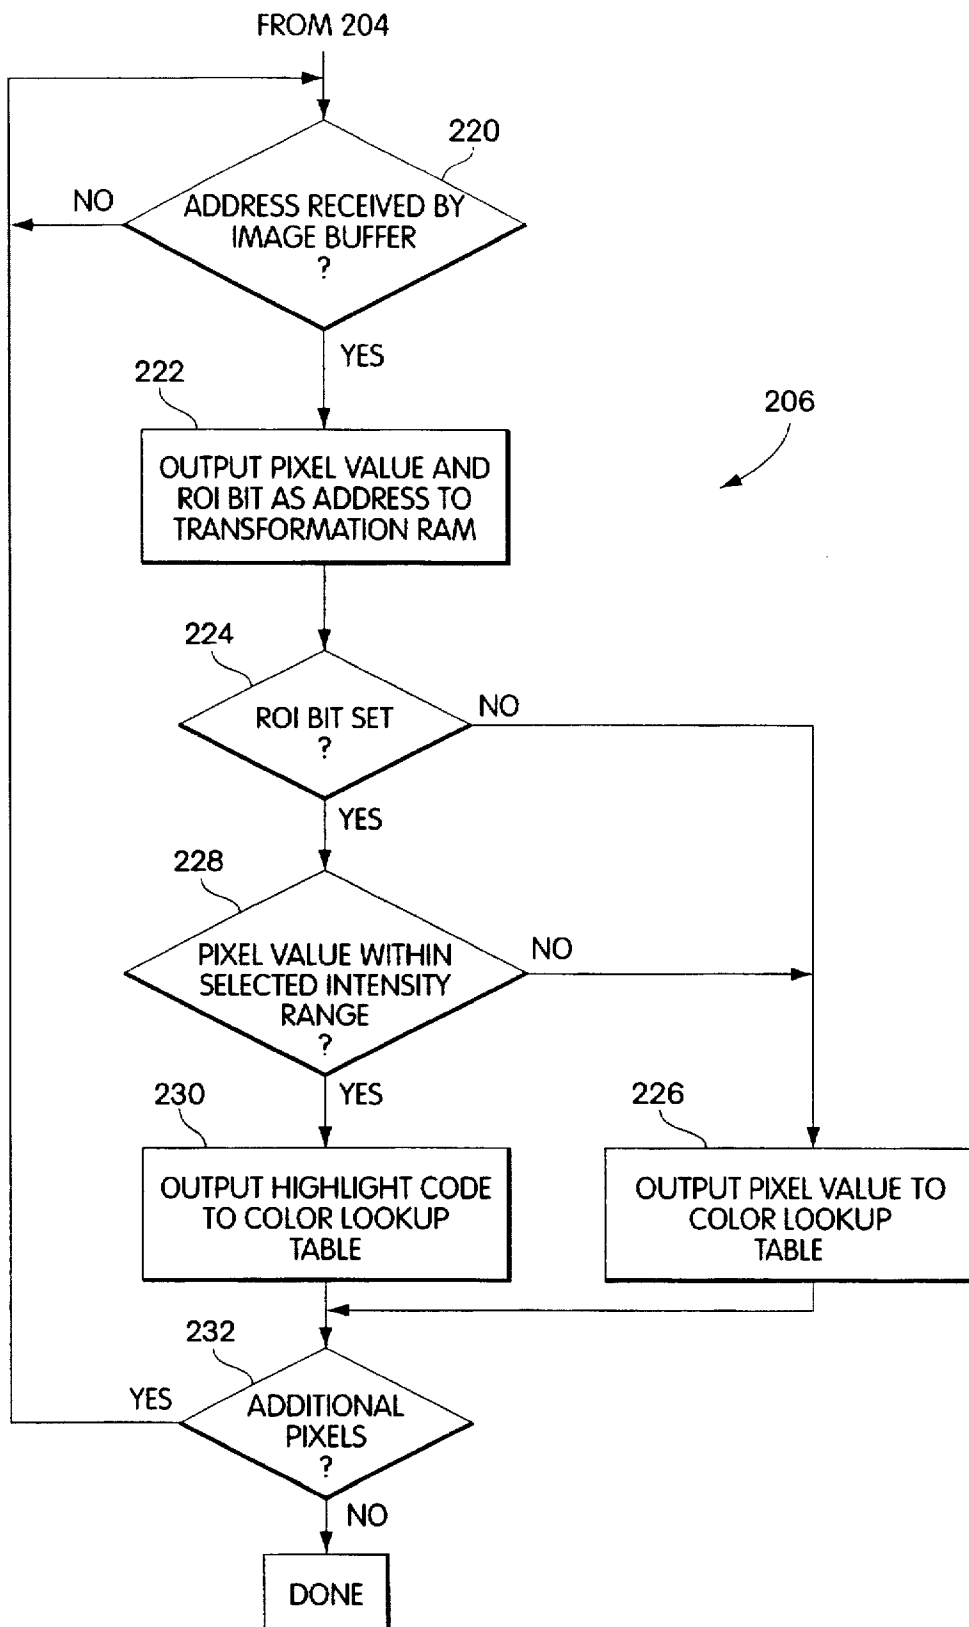 FROM 204
220
NO
ADDRESS RECEIVED BY
IMAGE BUFFER
?
YES
222
206
OUTPUT PIXEL VALUE AND
ROI BIT AS ADDRESS TO
TRANSFORMATION RAM
224
NO
ROI BIT SET
?
YES
228
NO
PIXEL VALUE WITHIN
SELECTED INTENSITY
RANGE
?
YES
230
226
OUTPUT HIGHLIGHT CODE
TO COLOR LOOKUP
TABLE
OUTPUT PIXEL VALUE TO
COLOR LOOKUP
TABLE
232
YES
ADDITIONAL
PIXELS
?
NO
DONE